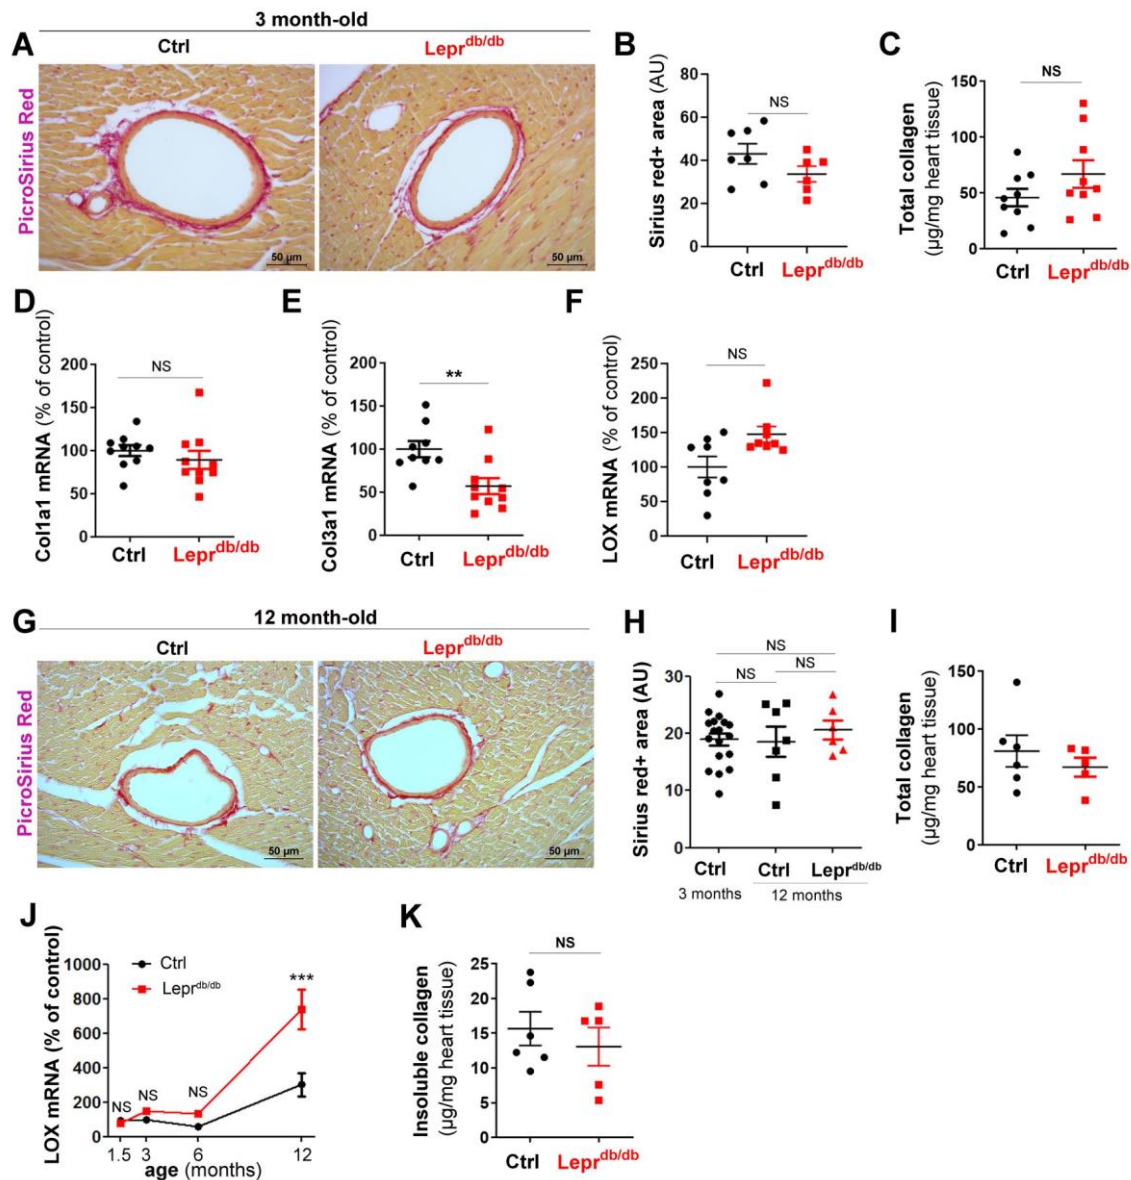 3 month-old
A
Ctrl
Lepr^db/db
PicroSirius Red
50 µm
50 µm
B
Sirius red+ area (AU)
60
40
20
0
NS
Ctrl
Lepr^db/db
C
Total collagen
(µg/mg heart tissue)
150
100
50
0
NS
Ctrl
Lepr^db/db
D
Col1a1 mRNA (% of control)
200
150
100
50
0
NS
Ctrl
Lepr^db/db
E
Col3a1 mRNA (% of control)
200
150
100
50
0
**
Ctrl
Lepr^db/db
F
LOX mRNA (% of control)
250
200
150
100
50
0
NS
Ctrl
Lepr^db/db
G
12 month-old
Ctrl
Lepr^db/db
PicroSirius Red
50 µm
50 µm
H
Sirius red+ area (AU)
30
20
10
0
NS
NS
NS
Ctrl
Ctrl
Lepr^db/db
3 months
12 months
I
Total collagen
(µg/mg heart tissue)
150
100
50
0
Ctrl
Lepr^db/db
J
LOX mRNA (% of control)
1000
800
600
400
200
0
Ctrl
Lepr^db/db
NS
NS
NS
***
1.5
3
6
12
age (months)
K
Insoluble collagen
(µg/mg heart tissue)
25
20
15
10
5
0
NS
Ctrl
Lepr^db/db